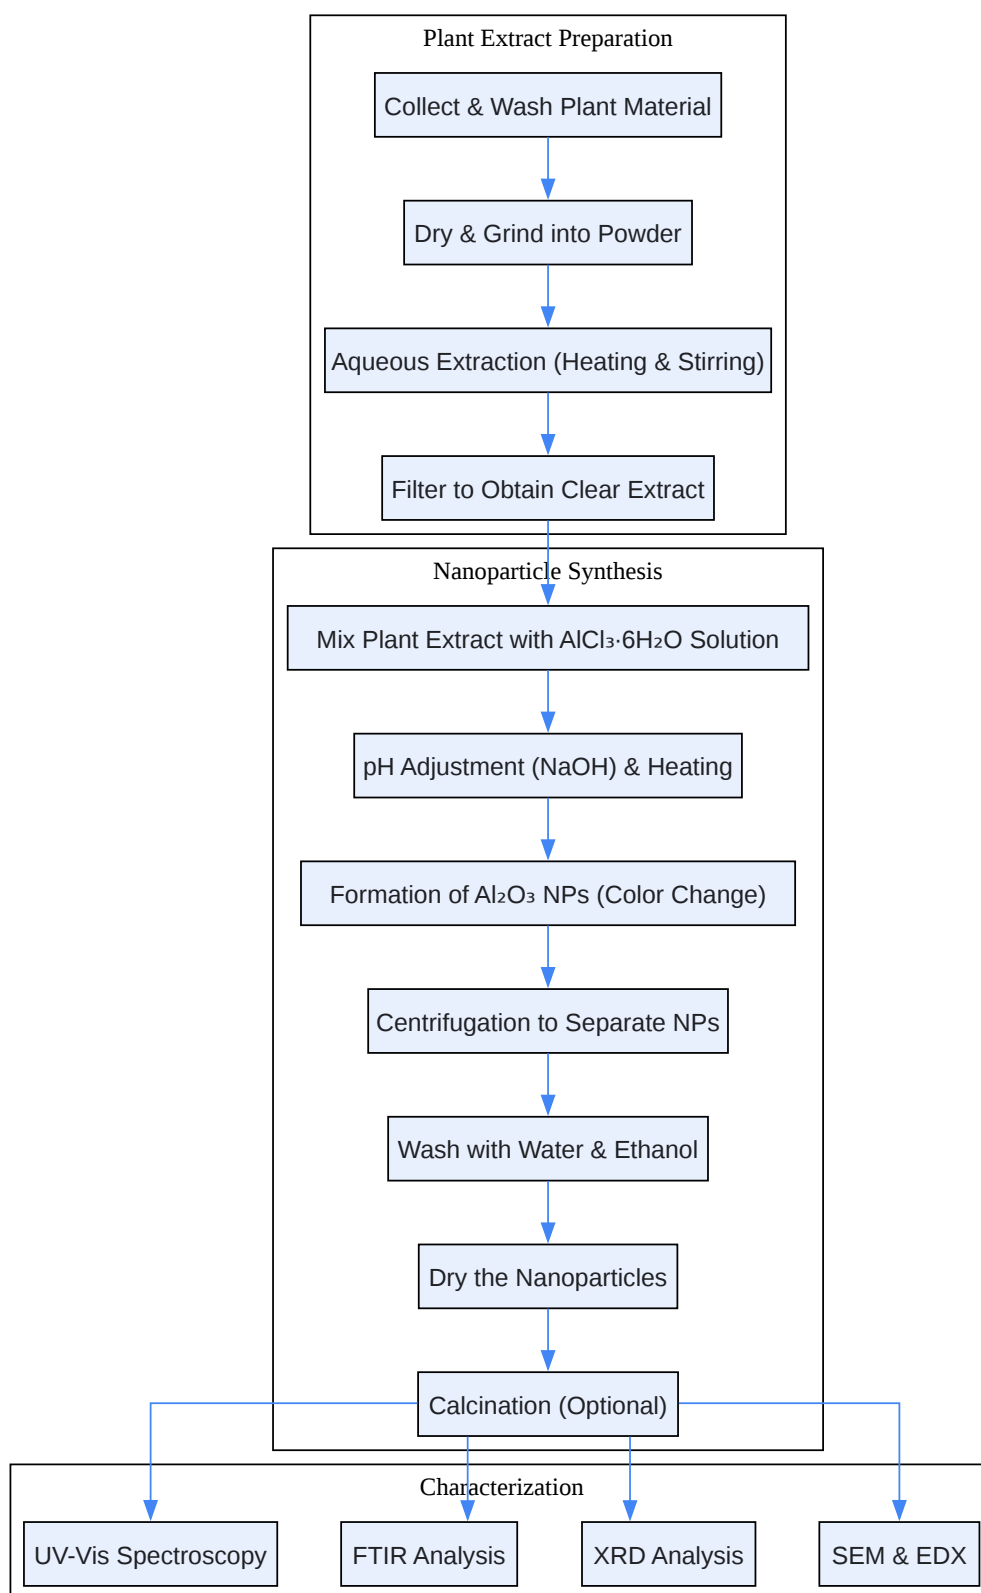 Plant Extract Preparation
Collect & Wash Plant Material
Dry & Grind into Powder
Aqueous Extraction (Heating & Stirring)
Filter to Obtain Clear Extract
Nanoparticle Synthesis
Mix Plant Extract with AlCl₃·6H₂O Solution
pH Adjustment (NaOH) & Heating
Formation of Al₂O₃ NPs (Color Change)
Centrifugation to Separate NPs
Wash with Water & Ethanol
Dry the Nanoparticles
Calcination (Optional)
Characterization
UV-Vis Spectroscopy
FTIR Analysis
XRD Analysis
SEM & EDX